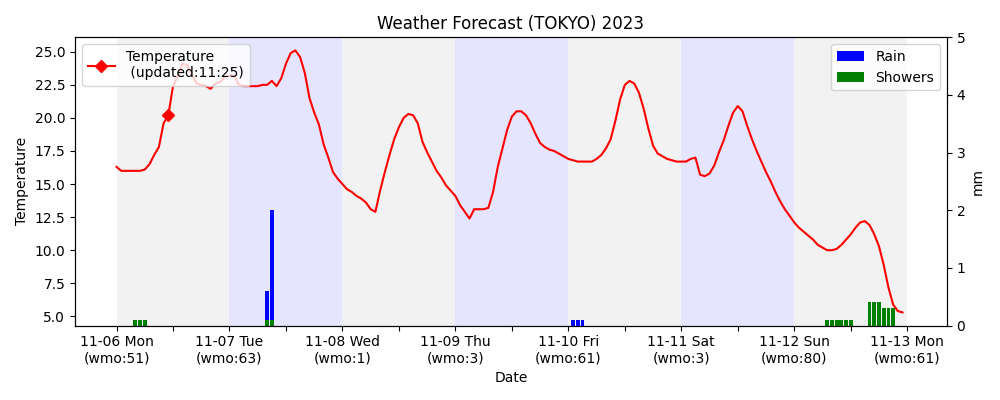 Weather Forecast (TOKYO) 2023
Temperature
(updated:11:25)
Rain
Showers
Temperature
25.0
22.5
20.0
17.5
15.0
12.5
10.0
7.5
5.0
mm
5
4
3
2
1
0
11-06 Mon 11-07 Tue 11-08 Wed 11-09 Thu 11-10 Fri 11-11 Sat 11-12 Sun 11-13 Mon
(wmo:51) (wmo:63) (wmo:1) (wmo:3) (wmo:61) (wmo:3) (wmo:80) (wmo:61)
Date